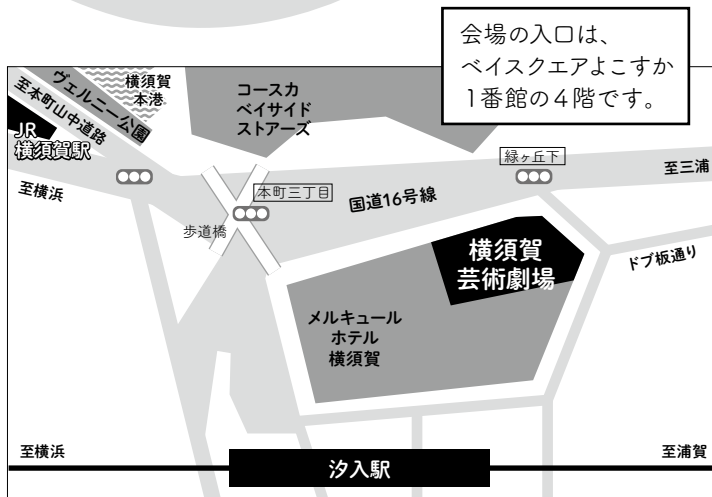 会場の入口は、
ベイスクエアよこすか
1番館の4階です。
ヴェルニー公園
至本町山中道路
横須賀
本港
コースカ
ベイサイド
ストアーズ
JR
横須賀駅
至横浜
本町三丁目
歩道橋
国道16号線
緑ヶ丘下
至三浦
横須賀
芸術劇場
ドブ板通り
メルキュール
ホテル
横須賀
至横浜
汐入駅
至浦賀